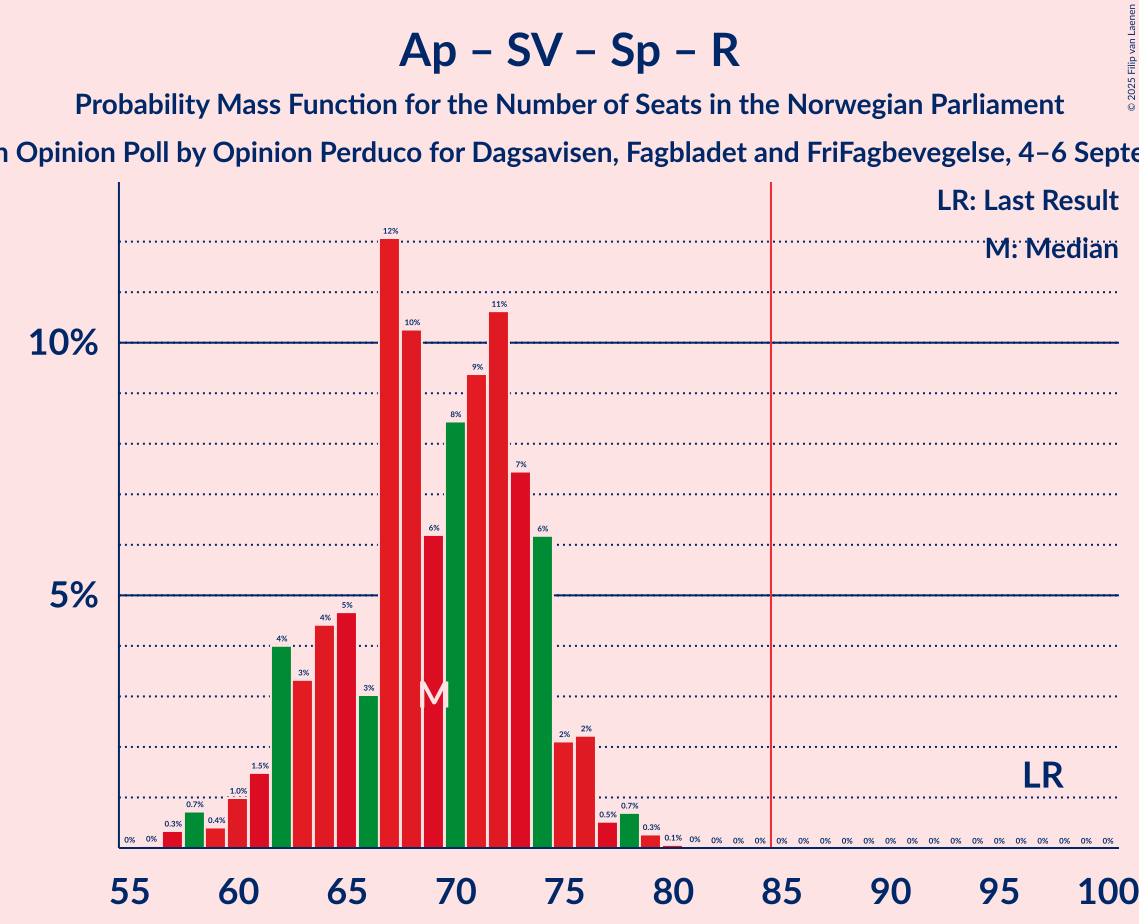 Ap – SV – Sp – R
Probability Mass Function for the Number of Seats in the Norwegian Parliament
n Opinion Poll by Opinion Perduco for Dagsavisen, Fagbladet and FriFagbevegelse, 4–6 Septe
© 2025 Filip van Laenen
LR: Last Result
M: Median
12%
11%
10%
10%
9%
8%
7%
6%
6%
5%
5%
4%
4%
3%
3%
M
2%
2%
LR
1.5%
1.0%
0.7%
0.7%
0.5%
0.4%
0.3%
0.3%
0.1%
0% 0% 0% 0% 0% 0% 0% 0% 0% 0% 0% 0% 0% 0% 0% 0% 0% 0% 0% 0% 0% 0%
55 60 65 70 75 80 85 90 95 100